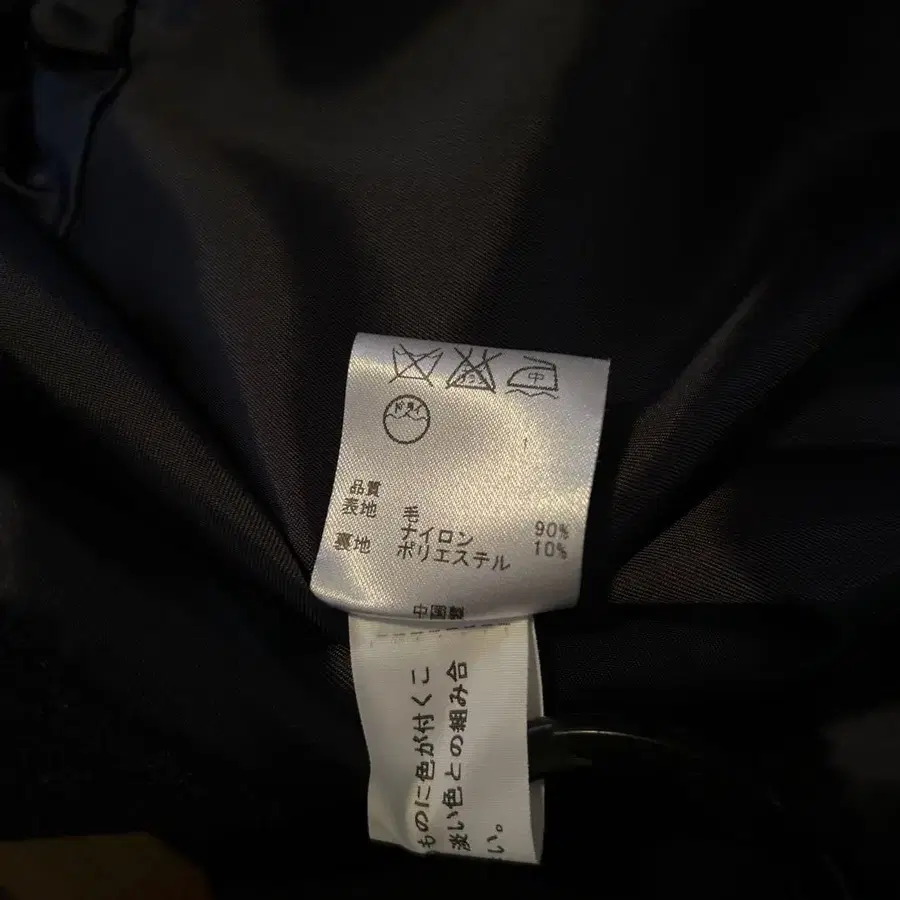 中
ドライ
品質
表地 毛 90%
ナイロン 10%
裏地 ポリエステル
中国製
ものに色が付くこ
淡い色との組み合
い。